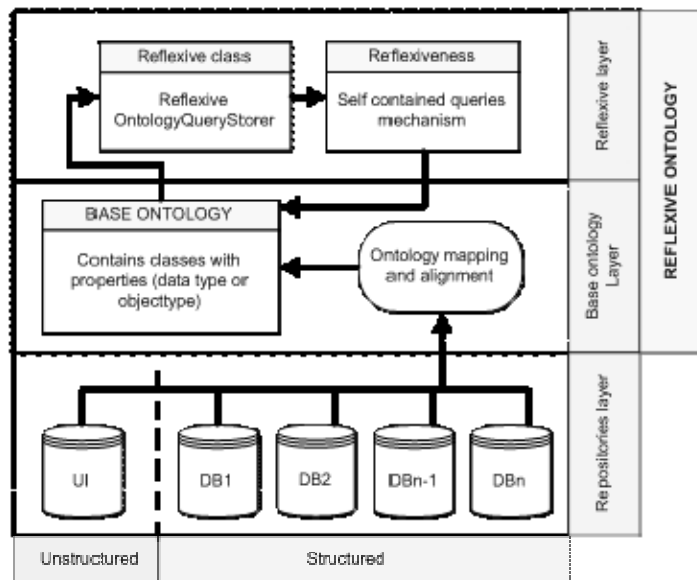 Reflexive class
Reflexive
OntologyQueryStorer
Reflexiveness
Self contained queries
mechanism
Reflexive layer
REFLEXIVE ONTOLOGY
BASE ONTOLOGY
Contains classes with
properties (data type or
objecttype)
Ontology mapping
and alignment
Base ontology
Layer
UI
DB1
DB2
DBn-1
DBn
Repositories layer
Unstructured
Structured